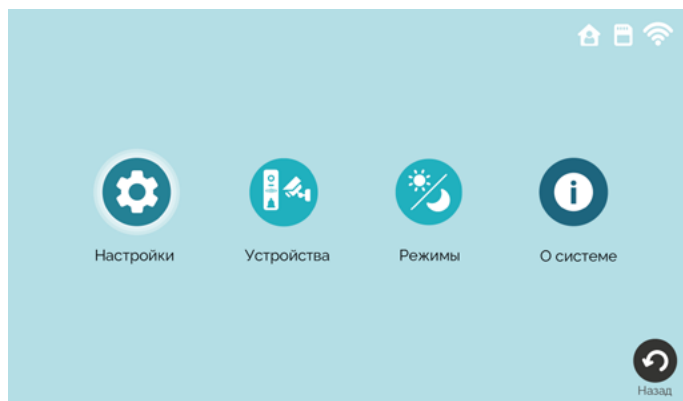 Настройки
Устройства
Режимы
О системе
Назад